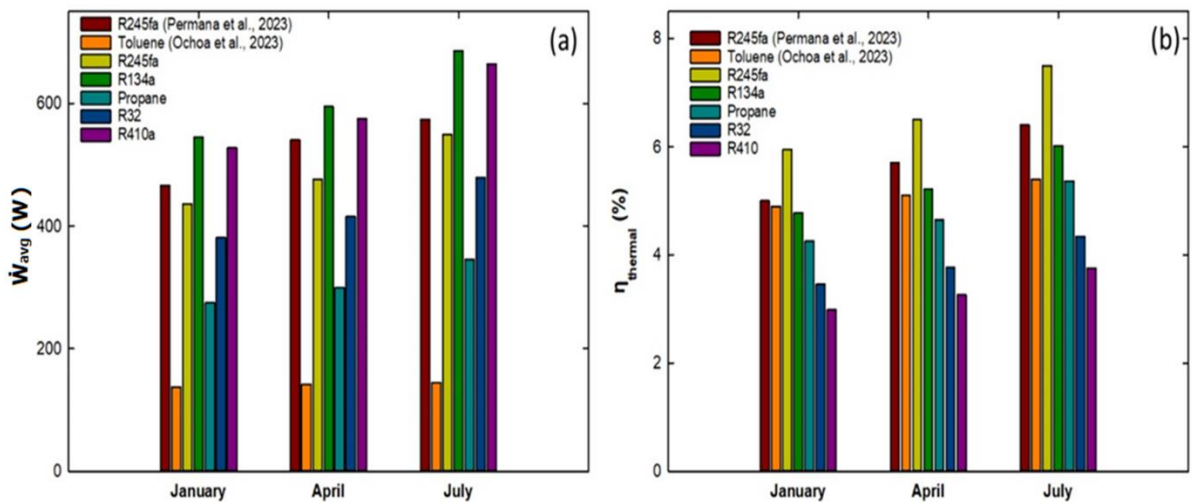 R245fa (Permana et al., 2023)
Toluene (Ochoa et al., 2023)
R245fa
R134a
Propane
R32
R410a
(a)
600
400
200
0
Ẇavg (W)
January April July
R245fa (Permana et al., 2023)
Toluene (Ochoa et al., 2023)
R245fa
R134a
Propane
R32
R410
(b)
8
6
4
2
0
ηthermal (%)
January April July